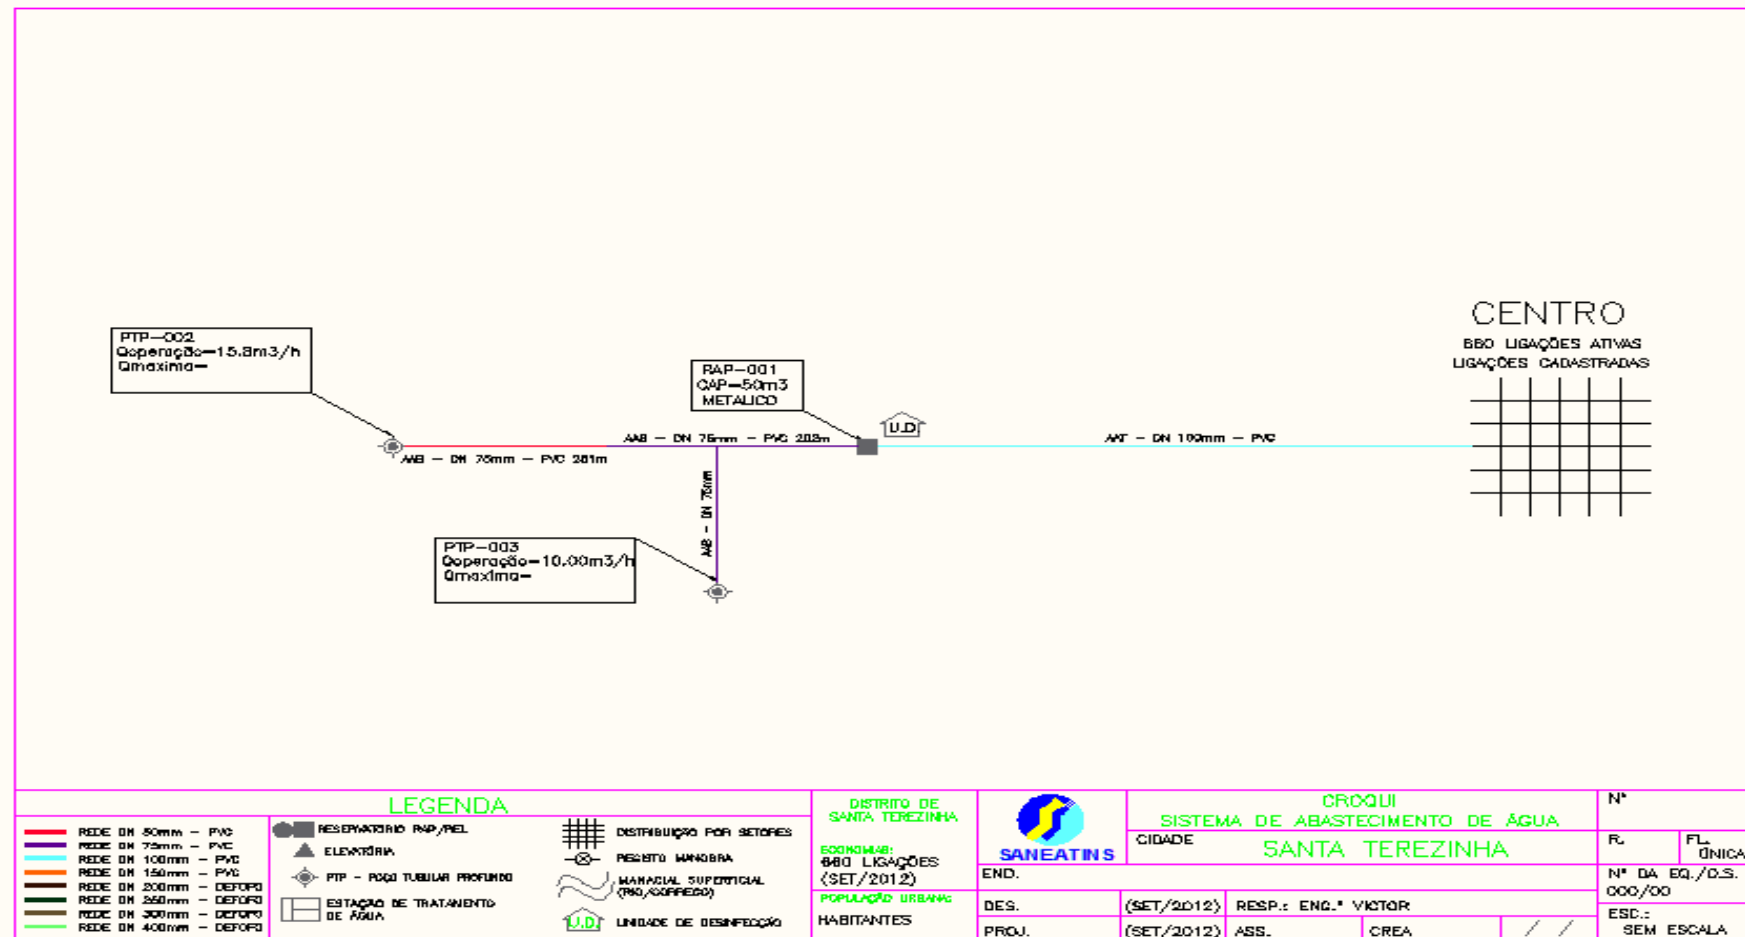 CENTRO
660 LIGAÇÕES ATIVAS
LIGAÇÕES CADASTRADAS
PTP-002
Qoperação=15.8m3/h
Qmaxima=
RAP-001
CAP=50m3
METALICO
U.D
AAB - DN 75mm - PVC 202m
AAT - DN 100mm - PVC
AAB - DN 75mm - PVC 281m
AAB - DN 75mm
PTP-003
Qoperação=10.00m3/h
Qmaxima=
LEGENDA
REDE DN 50mm - PVC
REDE DN 75mm - PVC
REDE DN 100mm - PVC
REDE DN 150mm - PVC
REDE DN 200mm - DEFOFO
REDE DN 250mm - DEFOFO
REDE DN 300mm - DEFOFO
REDE DN 400mm - DEFOFO
RESERVATÓRIO RAP/REL
ELEVATÓRIA
PTP - POÇO TUBULAR PROFUNDO
ESTAÇÃO DE TRATAMENTO
DE ÁGUA
DISTRIBUIÇÃO POR SETORES
REGISTO MANOBRA
MANACIAL SUPERFICIAL
(RIO/CORREGO)
U.D.
UNIDADE DE DESINFECÇÃO
DISTRITO DE
SANTA TEREZINHA
ECONOMIAS:
660 LIGAÇÕES
(SET/2012)
POPULAÇÃO URBANA:
HABITANTES
SANEATINS
CROQUI
SISTEMA DE ABASTECIMENTO DE ÁGUA
CIDADE
SANTA TEREZINHA
END.
DES.
(SET/2012)
RESP.: ENG.º VICTOR
PROJ.
(SET/2012)
ASS.
CREA
/ /
Nº
R.
FL.
ÚNICA
Nº DA EQ./O.S.
000/00
ESC.:
SEM ESCALA